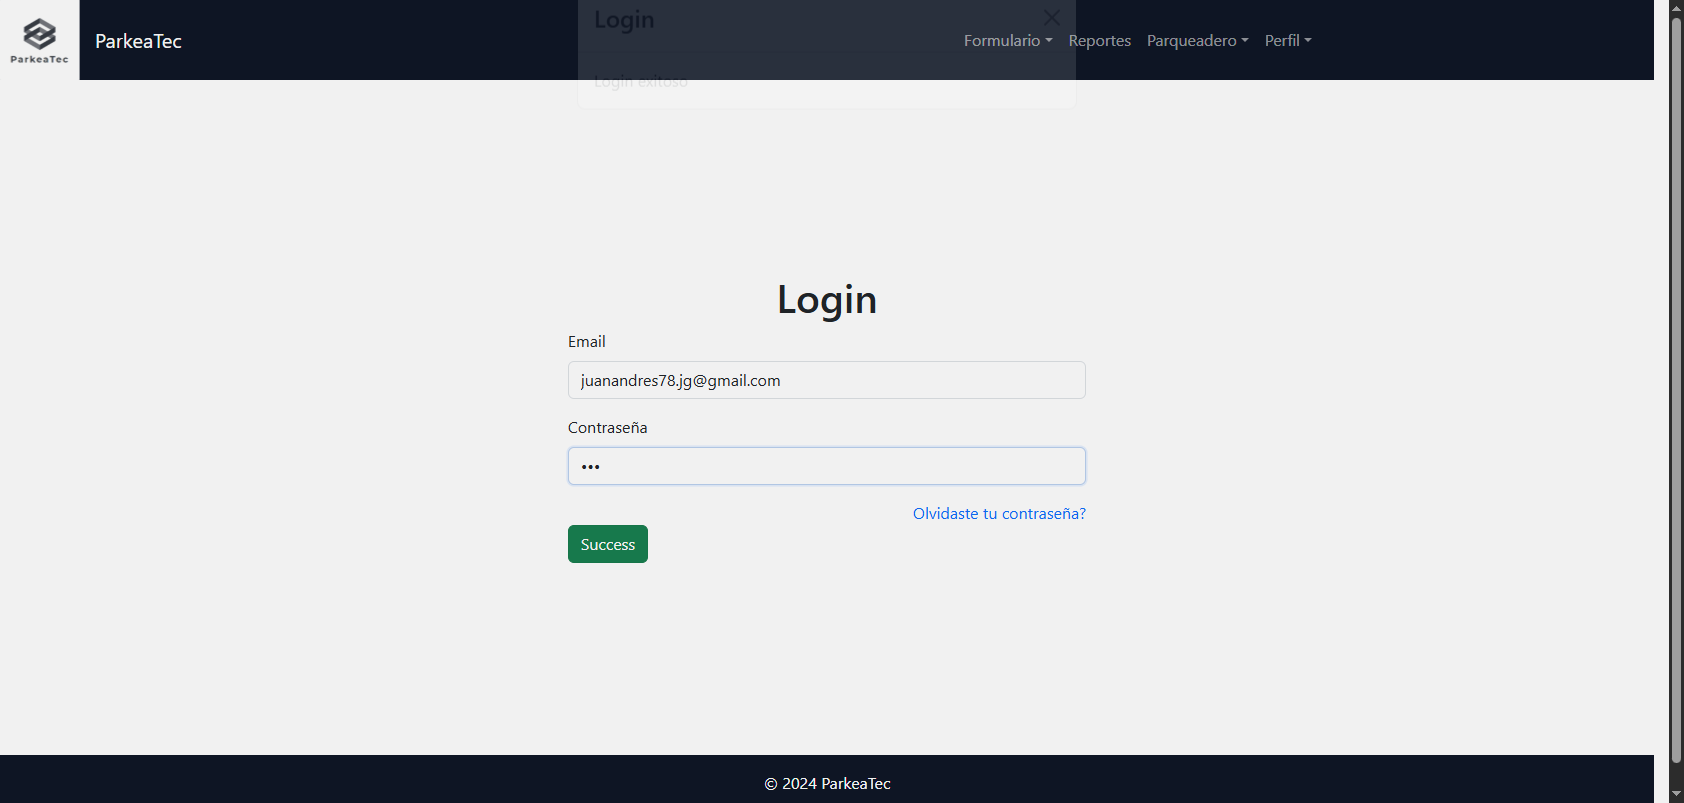 ParkeaTec
ParkeaTec
Login
Formulario Reportes Parqueadero Perfil
Login exitoso
Login
Email
juanandres78.jg@gmail.com
Contraseña
•••
Olvidaste tu contraseña?
Success
© 2024 ParkeaTec